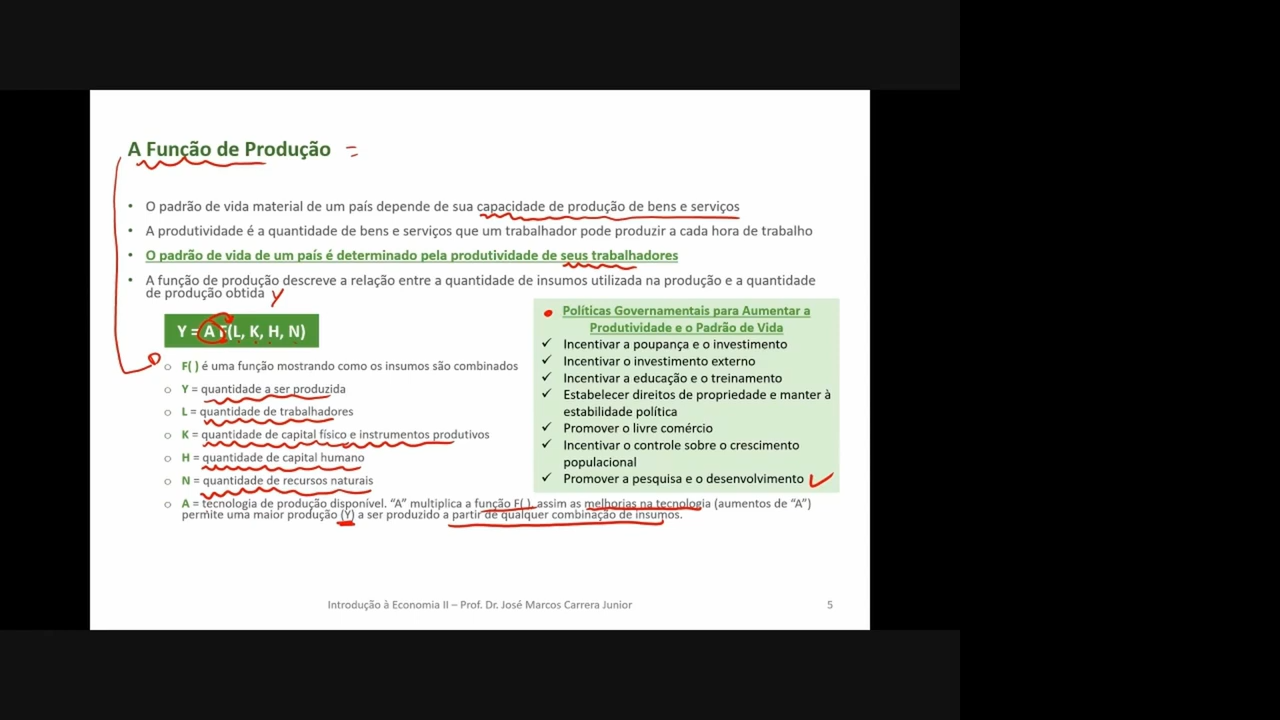 A Função de Produção =
• O padrão de vida material de um país depende de sua capacidade de produção de bens e serviços
• A produtividade é a quantidade de bens e serviços que um trabalhador pode produzir a cada hora de trabalho
• O padrão de vida de um país é determinado pela produtividade de seus trabalhadores
• A função de produção descreve a relação entre a quantidade de insumos utilizada na produção e a quantidade
de produção obtida Y
Y = A F(L, K, H, N)
o F( ) é uma função mostrando como os insumos são combinados
o Y = quantidade a ser produzida
o L = quantidade de trabalhadores
o K = quantidade de capital físico e instrumentos produtivos
o H = quantidade de capital humano
o N = quantidade de recursos naturais
o A = tecnologia de produção disponível. “A” multiplica a função F( ), assim as melhorias na tecnologia (aumentos de “A”)
permite uma maior produção (Y) a ser produzido a partir de qualquer combinação de insumos.
Políticas Governamentais para Aumentar a
Produtividade e o Padrão de Vida
✓ Incentivar a poupança e o investimento
✓ Incentivar o investimento externo
✓ Incentivar a educação e o treinamento
✓ Estabelecer direitos de propriedade e manter à
estabilidade política
✓ Promover o livre comércio
✓ Incentivar o controle sobre o crescimento
populacional
✓ Promover a pesquisa e o desenvolvimento
Introdução à Economia II – Prof. Dr. José Marcos Carrera Junior
5